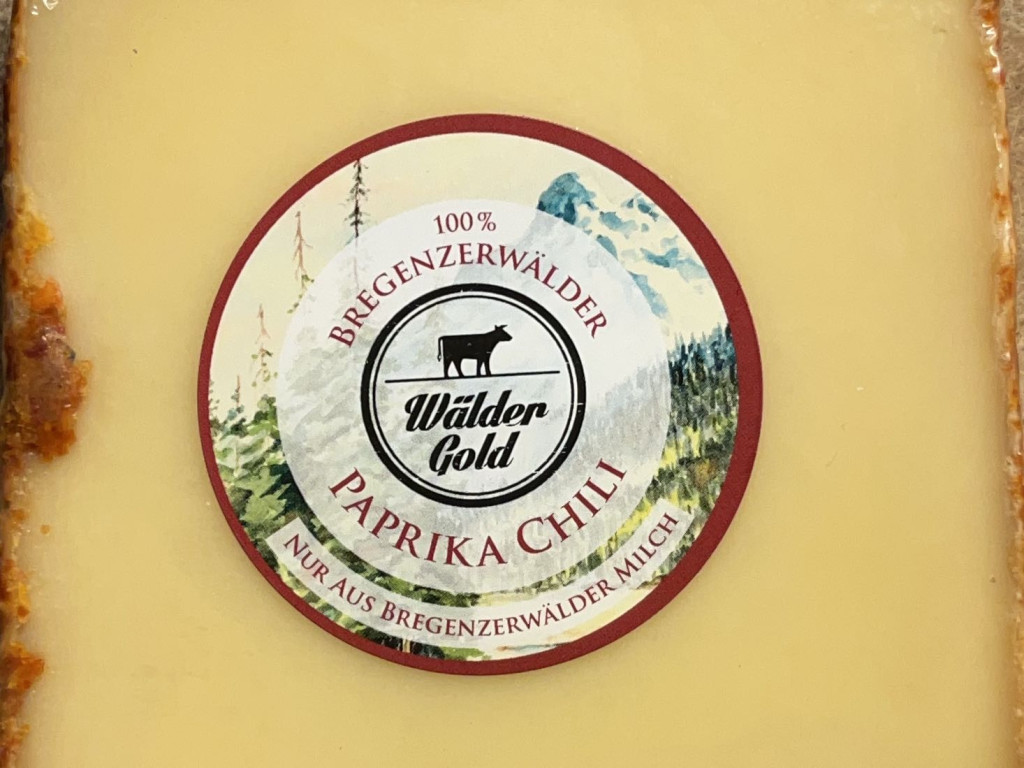 100%
BREGENZERWÄLDER
Wälder
Gold
PAPRIKA CHILI
NUR AUS BREGENZERWÄLDER MILCH